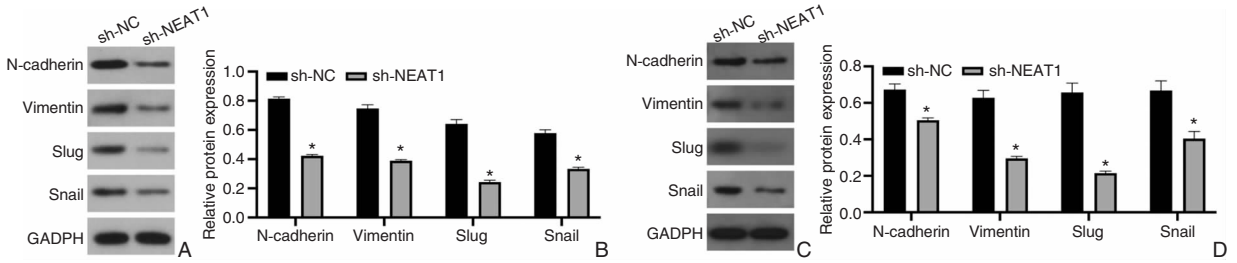 sh-NC sh-NEAT1
N-cadherin
Vimentin
Slug
Snail
GADPH
A
Relative protein expression
1.0
0.8
0.6
0.4
0.2
0.0
sh-NC sh-NEAT1
* * * *
N-cadherin Vimentin Slug Snail
B
sh-NC sh-NEAT1
N-cadherin
Vimentin
Slug
Snail
GADPH
C
Relative protein expression
0.8
0.6
0.4
0.2
0.0
sh-NC sh-NEAT1
* * * *
N-cadherin Vimentin Slug Snail
D